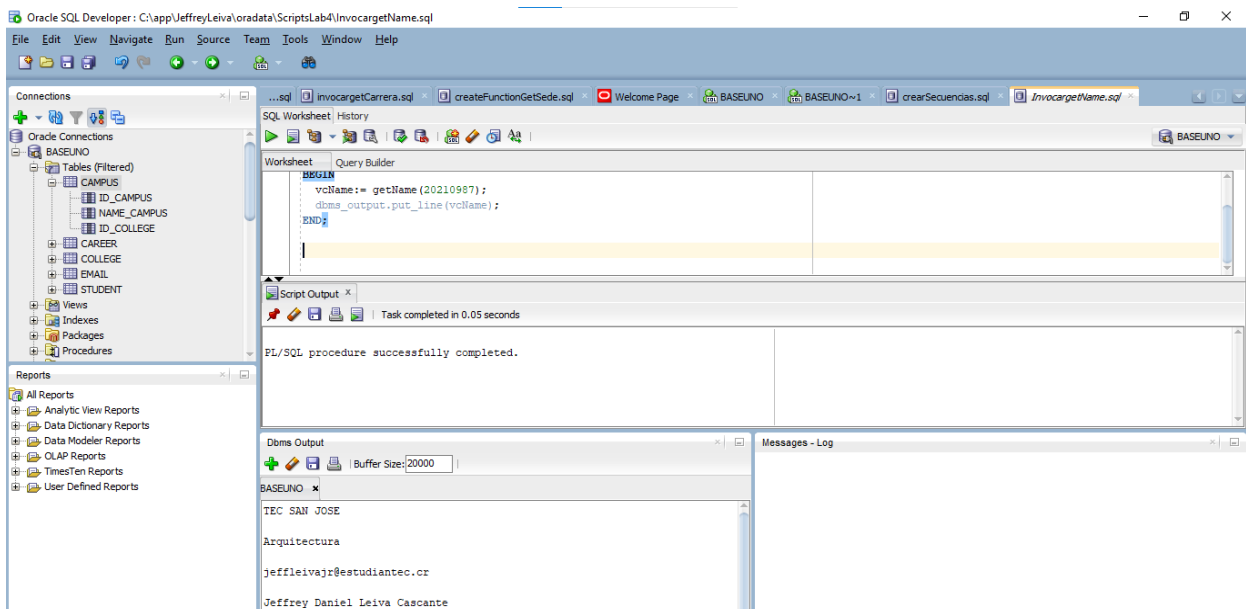 Oracle SQL Developer : C:\app\JeffreyLeiva\oradata\ScriptsLab4\InvocargetName.sql
File Edit View Navigate Run Source Team Tools Window Help
Connections
Oracle Connections
BASEUNO
Tables (Filtered)
CAMPUS
ID_CAMPUS
NAME_CAMPUS
ID_COLLEGE
CAREER
COLLEGE
EMAIL
STUDENT
Views
Indexes
Packages
Procedures
Reports
All Reports
Analytic View Reports
Data Dictionary Reports
Data Modeler Reports
OLAP Reports
TimesTen Reports
User Defined Reports
...sql invocargetCarrera.sql createFunctionGetSede.sql Welcome Page BASEUNO BASEUNO~1 crearSecuencias.sql InvocargetName.sql
SQL Worksheet History
BASEUNO
Worksheet Query Builder
BEGIN
vcName:= getName(20210987);
dbms_output.put_line(vcName);
END;
Script Output
Task completed in 0.05 seconds
PL/SQL procedure successfully completed.
Dbms Output
Buffer Size: 20000
BASEUNO
TEC SAN JOSE
Arquitectura
jeffleivajr@estudiantec.cr
Jeffrey Daniel Leiva Cascante
Messages - Log